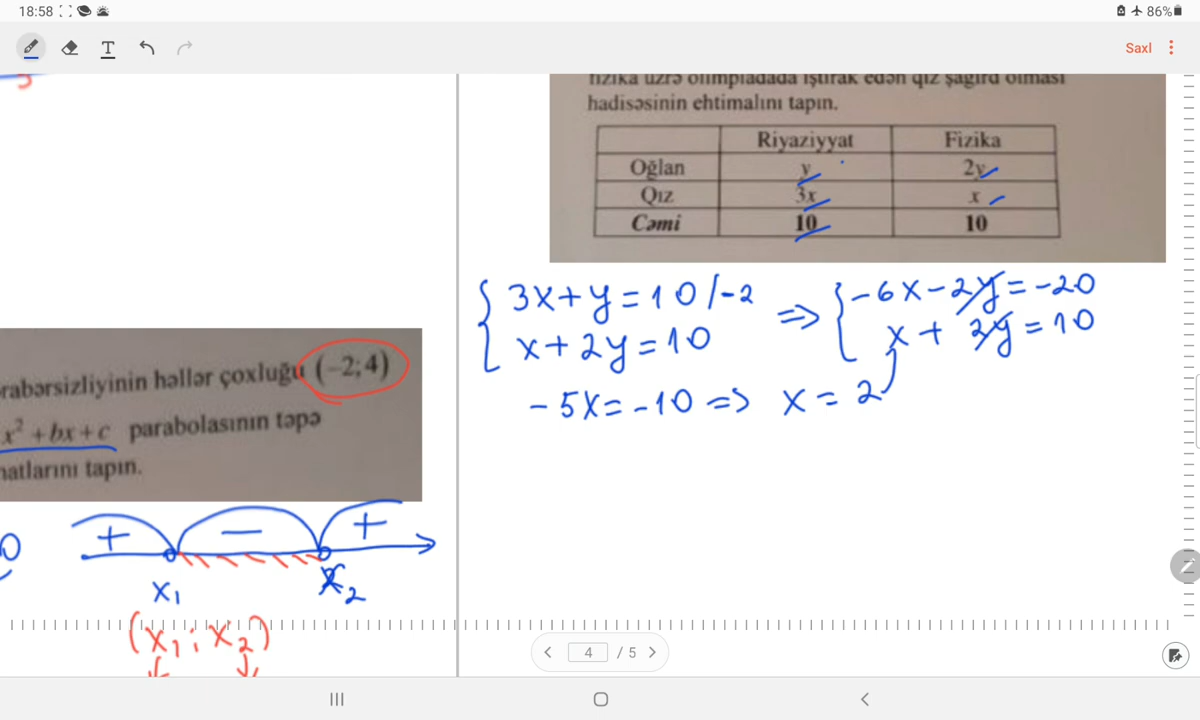 18:58
86%
T
Saxl
fizika üzrə olimpiadada iştirak edən qız şagird olması
hadisəsinin ehtimalını tapın.
Riyaziyyat Fizika
Oğlan y 2y
Qız 3x x
Cəmi 10 10
3x+y=10/-2
x+2y=10
=> -6x-2y=-20
x+2y=10
-5x=-10 => x=2
rabərsizliyinin həllər çoxluğu (-2;4)
x² +bx+c parabolasının təpə
natlarını tapın.
+ − +
x₁ x₂
(x₁; x₂)
4 / 5